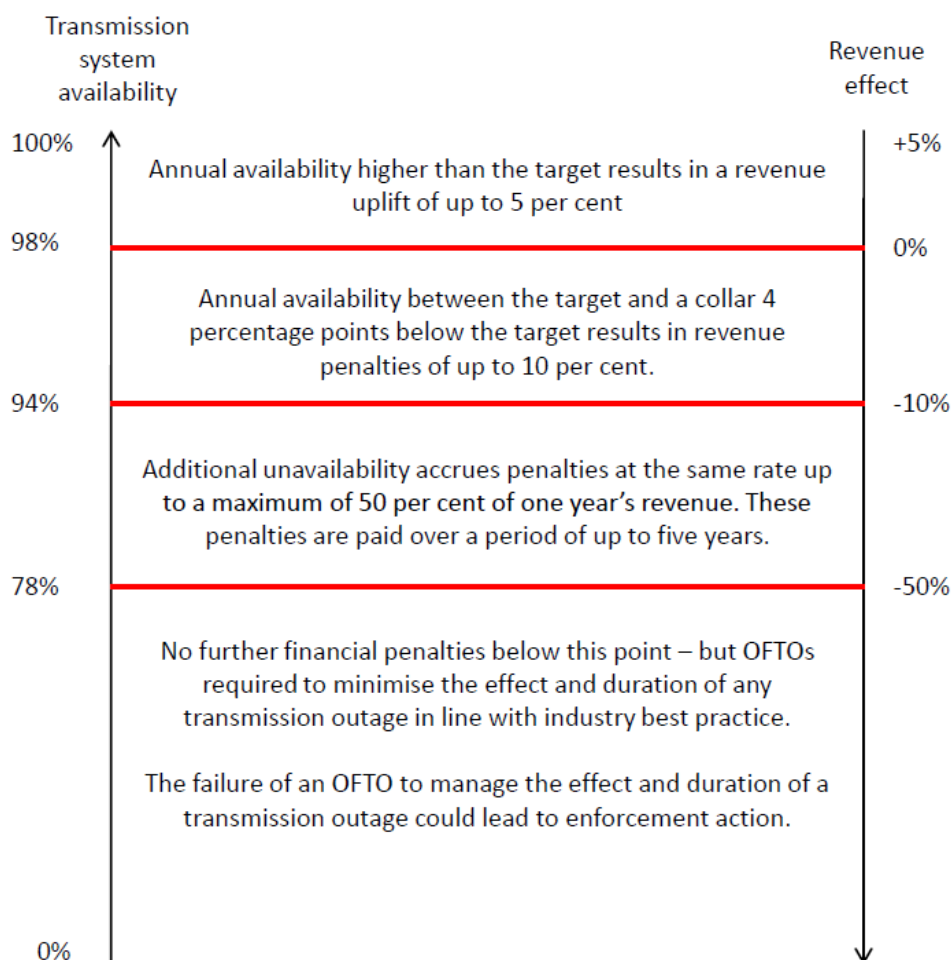 Transmission
system
availability
Revenue
effect
100%
+5%
Annual availability higher than the target results in a revenue
uplift of up to 5 per cent
98%
0%
Annual availability between the target and a collar 4
percentage points below the target results in revenue
penalties of up to 10 per cent.
94%
-10%
Additional unavailability accrues penalties at the same rate up
to a maximum of 50 per cent of one year’s revenue. These
penalties are paid over a period of up to five years.
78%
-50%
No further financial penalties below this point – but OFTOs
required to minimise the effect and duration of any
transmission outage in line with industry best practice.
The failure of an OFTO to manage the effect and duration of a
transmission outage could lead to enforcement action.
0%